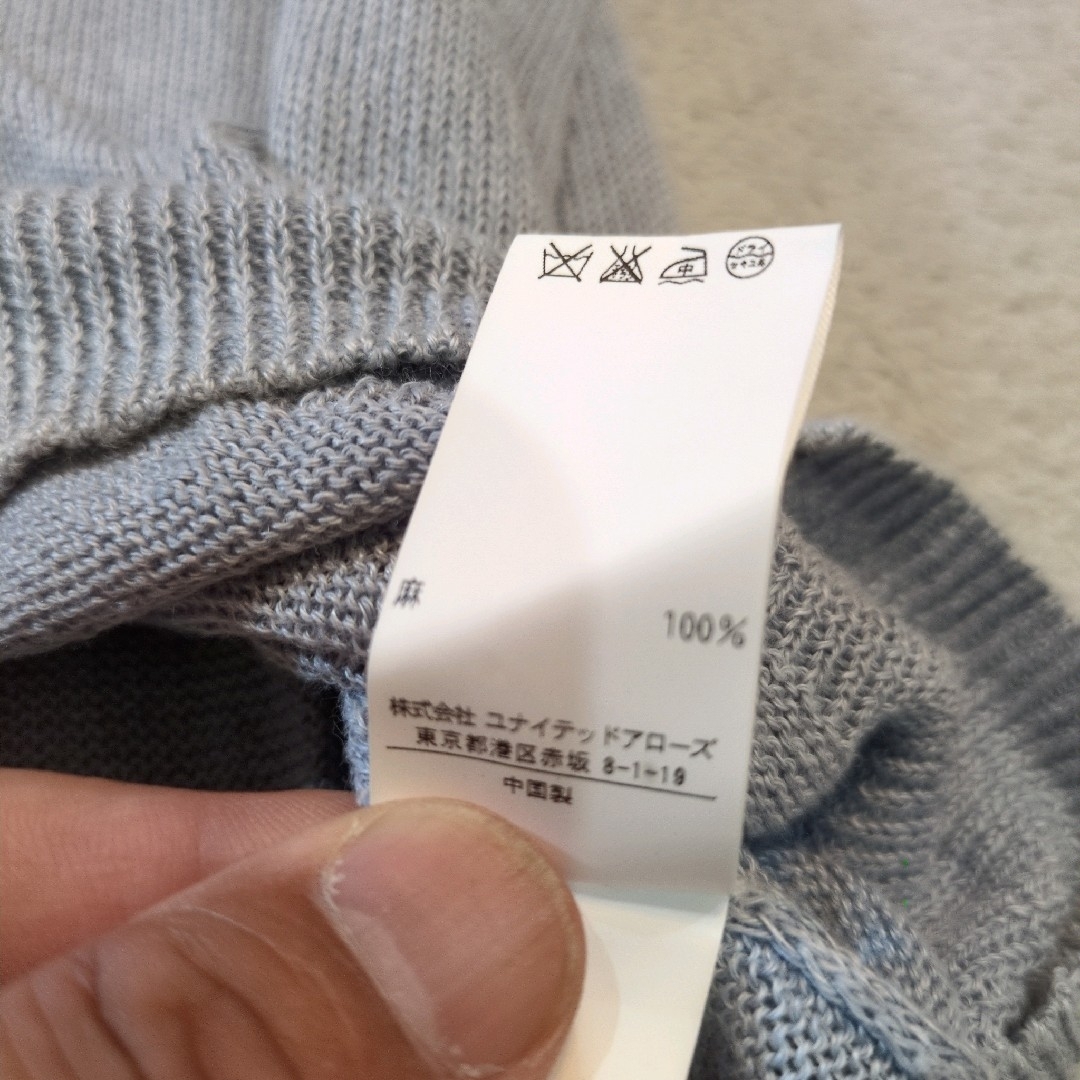 中 ドライ
セキユ系
麻 100%
株式会社 ユナイテッドアローズ
東京都港区赤坂 8-1-19
中国製